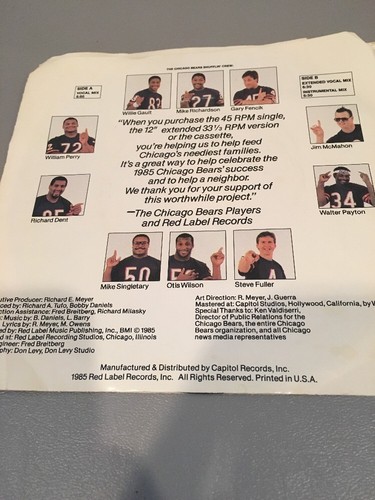 THE CHICAGO BEARS SHUFFLIN' CREW:
SIDE A
VOCAL MIX
SIDE B
EXTENDED VOCAL MIX
INSTRUMENTAL MIX
83
27
Willie Gault
Mike Richardson
Gary Fencik
72
William Perry
Jim McMahon
Richard Dent
34
Walter Payton
"When you purchase the 45 RPM single,
the 12" extended 33 1/3 RPM version
or the cassette,
you're helping us to help feed
Chicago's neediest families.
It's a great way to help celebrate the
1985 Chicago Bears' success
and to help a neighbor.
We thank you for your support of
this worthwhile project."
—The Chicago Bears Players
and Red Label Records
50
4
Mike Singletary
Otis Wilson
Steve Fuller
utive Producer: Richard E. Meyer
ced by: Richard A. Tufo, Bobby Daniels
ction Assistance: Fred Breitberg, Richard Milasky
Music by: B. Daniels, L. Barry
Lyrics by: R. Meyer, M. Owens
ed by: Red Label Music Publishing, Inc., BMI © 1985
d at: Red Label Recording Studios, Chicago, Illinois
gineer: Fred Breitberg
phy: Don Levy, Don Levy Studio
Art Direction: R. Meyer, J. Guerra
Mastered at: Capitol Studios, Hollywood, California, by W
Special Thanks to: Ken Valdiserri,
Director of Public Relations for the
Chicago Bears, the entire Chicago
Bears organization, and all Chicago
news media representatives
Manufactured & Distributed by Capitol Records, Inc.
1985 Red Label Records, Inc. All Rights Reserved. Printed in U.S.A.